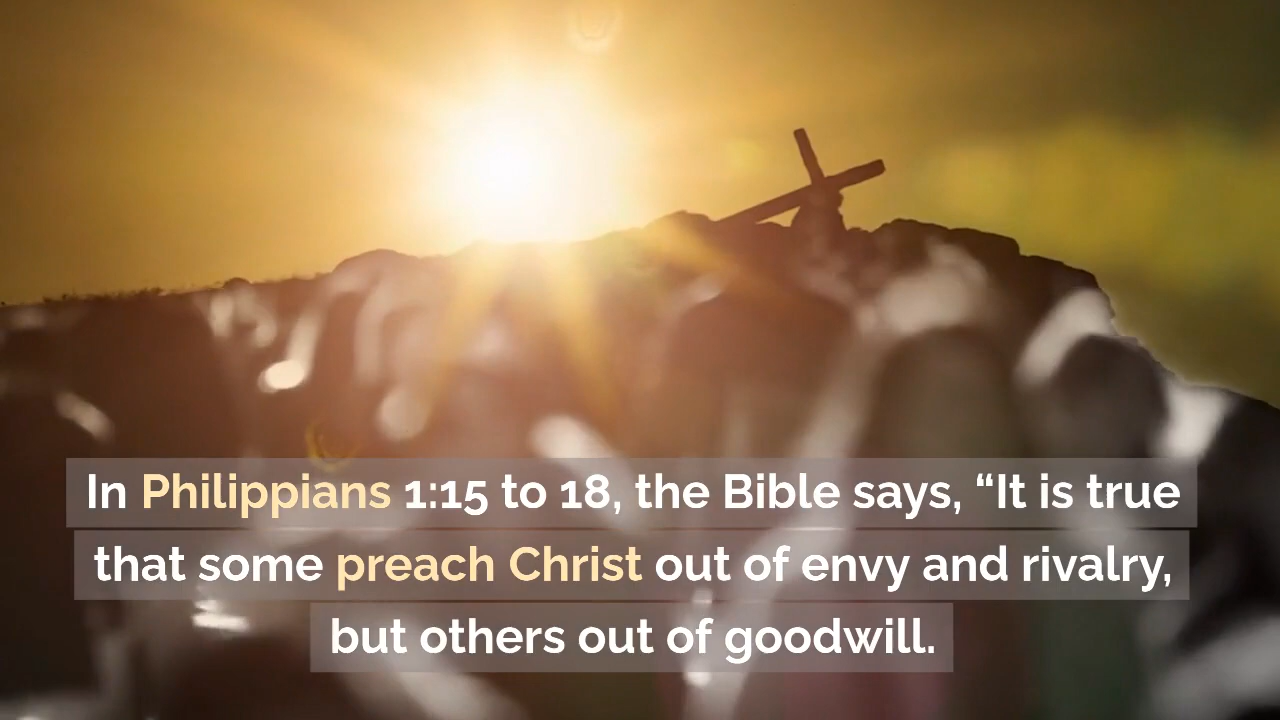 In Philippians 1:15 to 18, the Bible says, “It is true
that some preach Christ out of envy and rivalry,
but others out of goodwill.